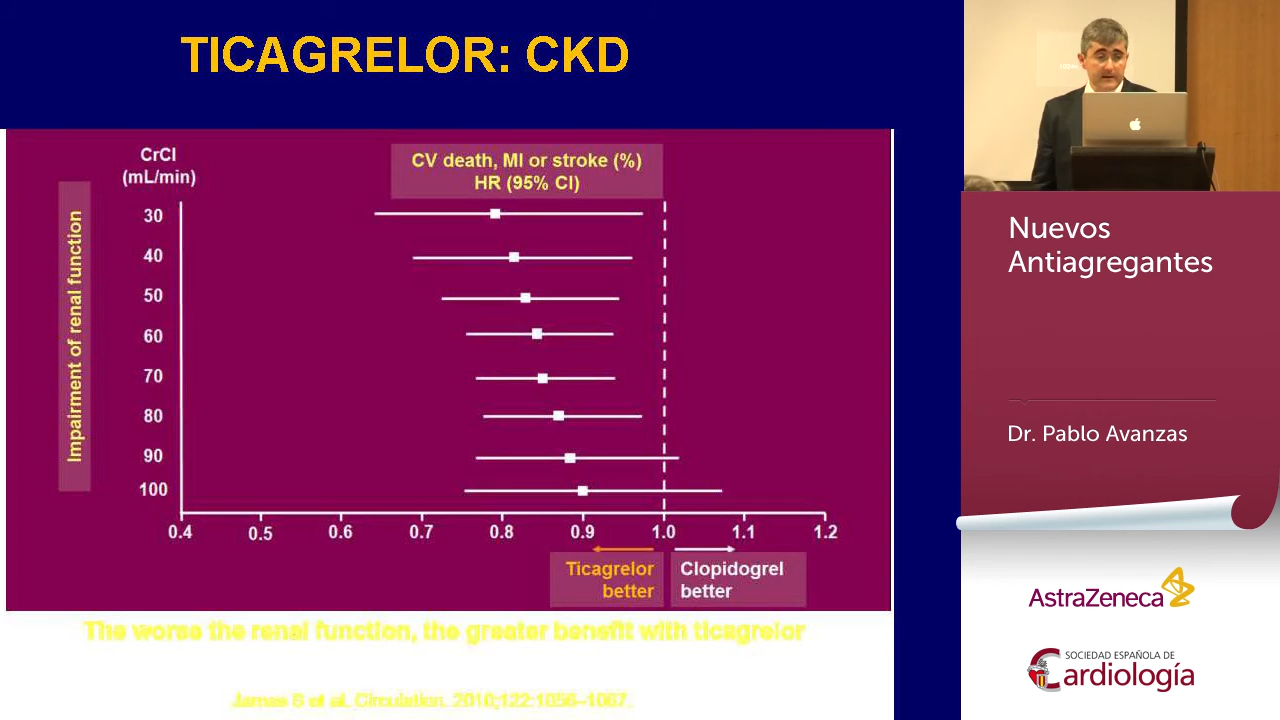 TICAGRELOR: CKD
CrCl
(mL/min)
CV death, MI or stroke (%)
HR (95% CI)
Impairment of renal function
30
40
50
60
70
80
90
100
0.4 0.5 0.6 0.7 0.8 0.9 1.0 1.1 1.2
Ticagrelor
better
Clopidogrel
better
The worse the renal function, the greater benefit with ticagrelor
James S et al. Circulation. 2010;122:1056–1067.
Nuevos
Antiagregantes
Dr. Pablo Avanzas
AstraZeneca
SOCIEDAD ESPAÑOLA DE
Cardiología